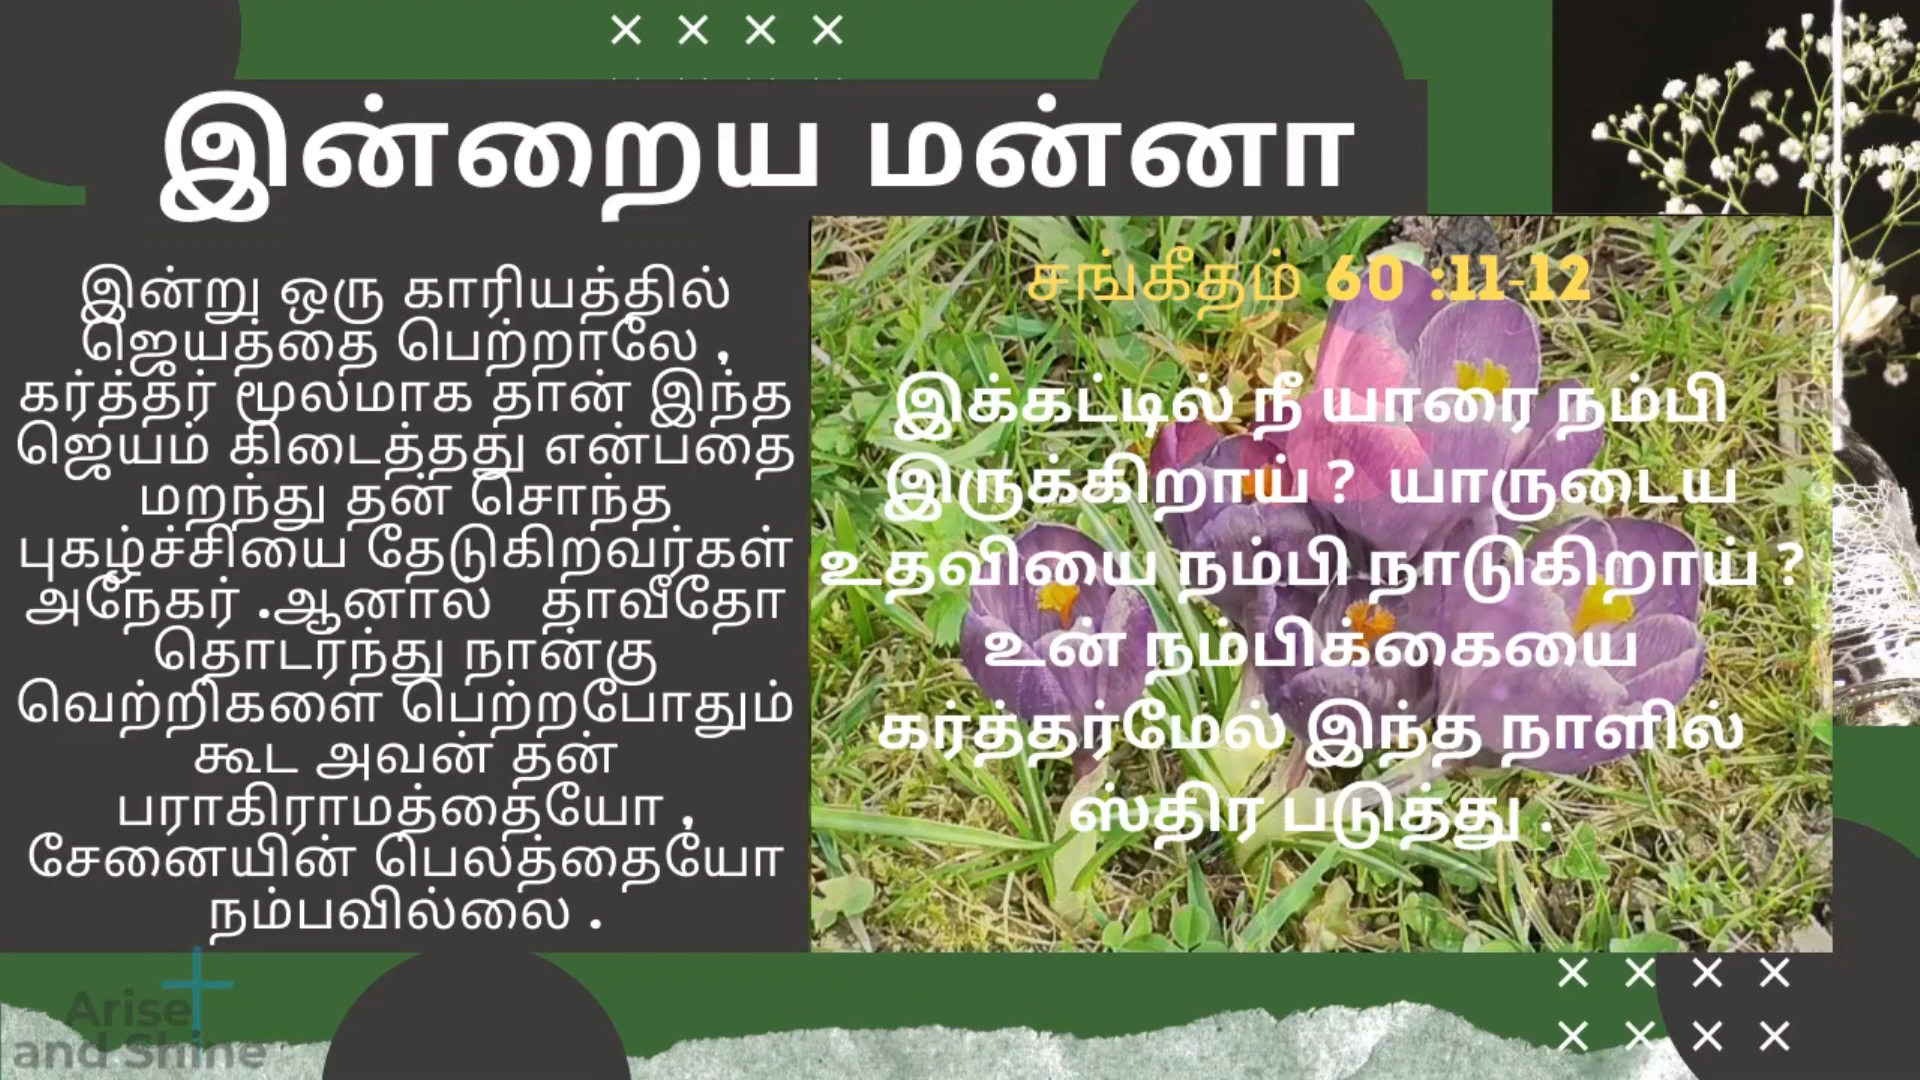 இன்றைய மன்னா
இன்று ஒரு காரியத்தில்
ஜெயத்தை பெற்றாலே ,
கர்த்தர் மூலமாக தான் இந்த
ஜெயம் கிடைத்தது என்பதை
மறந்து தன் சொந்த
புகழ்ச்சியை தேடுகிறவர்கள்
அநேகர் .ஆனால் தாவீதோ
தொடர்ந்து நான்கு
வெற்றிகளை பெற்றபோதும்
கூட அவன் தன்
பராகிராமத்தையோ ,
சேனையின் பெலத்தையோ
நம்பவில்லை .
சங்கீதம் 60 :11-12
இக்கட்டில் நீ யாரை நம்பி
இருக்கிறாய் ? யாருடைய
உதவியை நம்பி நாடுகிறாய் ?
உன் நம்பிக்கையை
கர்த்தர்மேல் இந்த நாளில்
ஸ்திர படுத்து .
Arise
and Shine